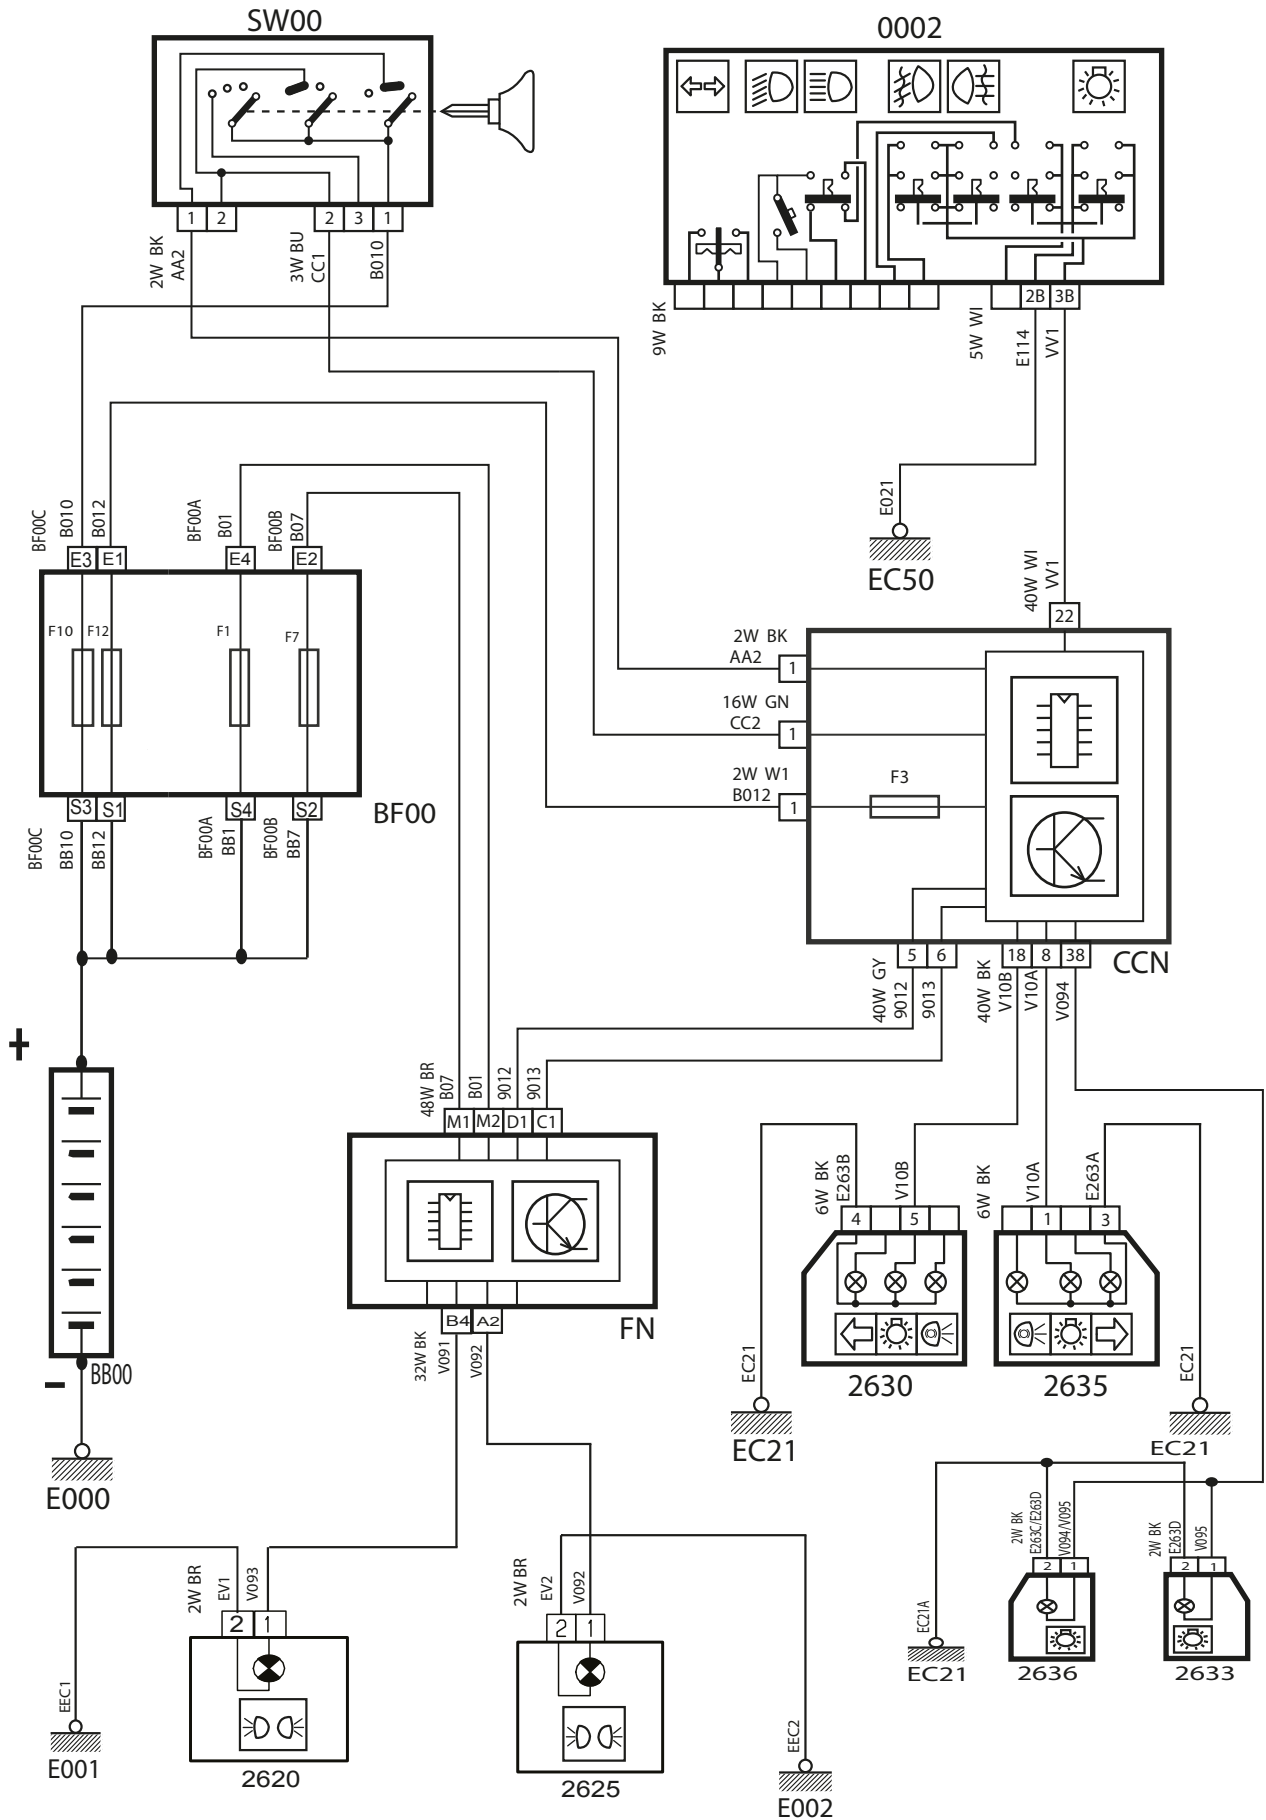 SW00
0002
1 2 2 3 1
2W BK
AA2
3W BU
CC1
B010
9W BK
5W WI
2B 3B
E114
VV1
E021
EC50
40W WI
VV1
22
BF00C
B010
B012
BF00A
B01
BF00B
B07
E3 E1 E4 E2
F10 F12 F1 F7
S3 S1 S4 S2
BF00
BF00C
BB10
BB12
BF00A
BB1
BF00B
BB7
2W BK
AA2
1
16W GN
CC2
1
2W W1
B012
1
F3
5 6 18 8 38
CCN
40W GY
9012
9013
40W BK
V10B
V10A
V094
+
48W BR
B07
B01
9012
9013
M1 M2 D1 C1
B4 A2
FN
32W BK
V091
V092
-
BB00
E000
6W BK
E263B
V10B
4 5
2630
EC21
EC21
6W BK
V10A
E263A
1 3
2635
EC21
EC21
2W BK
E263C/E263D
V094/V095
2 1
2636
2W BK
E263D
V095
2 1
2633
EC21A
EC21
2W BR
EV1
V093
2 1
2620
EEC1
E001
2W BR
EV2
V092
2 1
2625
EEC2
E002